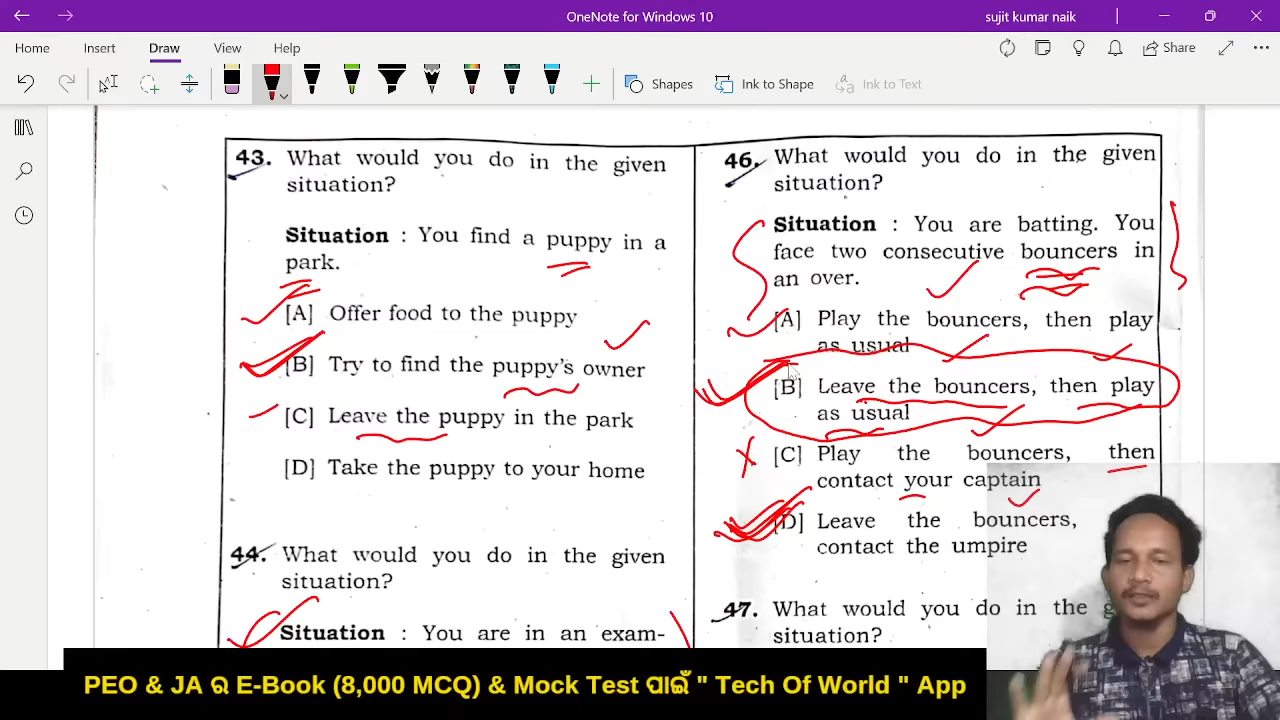 OneNote for Windows 10
sujit kumar naik
Home
Insert
Draw
View
Help
Share
Shapes
Ink to Shape
Ink to Text
43. What would you do in the given
situation?
Situation : You find a puppy in a
park.
[A] Offer food to the puppy
[B] Try to find the puppy's owner
[C] Leave the puppy in the park
[D] Take the puppy to your home
44. What would you do in the given
situation?
Situation : You are in an exam-
46. What would you do in the given
situation?
Situation : You are batting. You
face two consecutive bouncers in
an over.
[A] Play the bouncers, then play
as usual
[B] Leave the bouncers, then play
as usual
[C] Play the bouncers, then
contact your captain
[D] Leave the bouncers,
contact the umpire
47. What would you do in the g
situation?
PEO & JA ର E-Book (8,000 MCQ) & Mock Test ପାଇଁ " Tech Of World " App